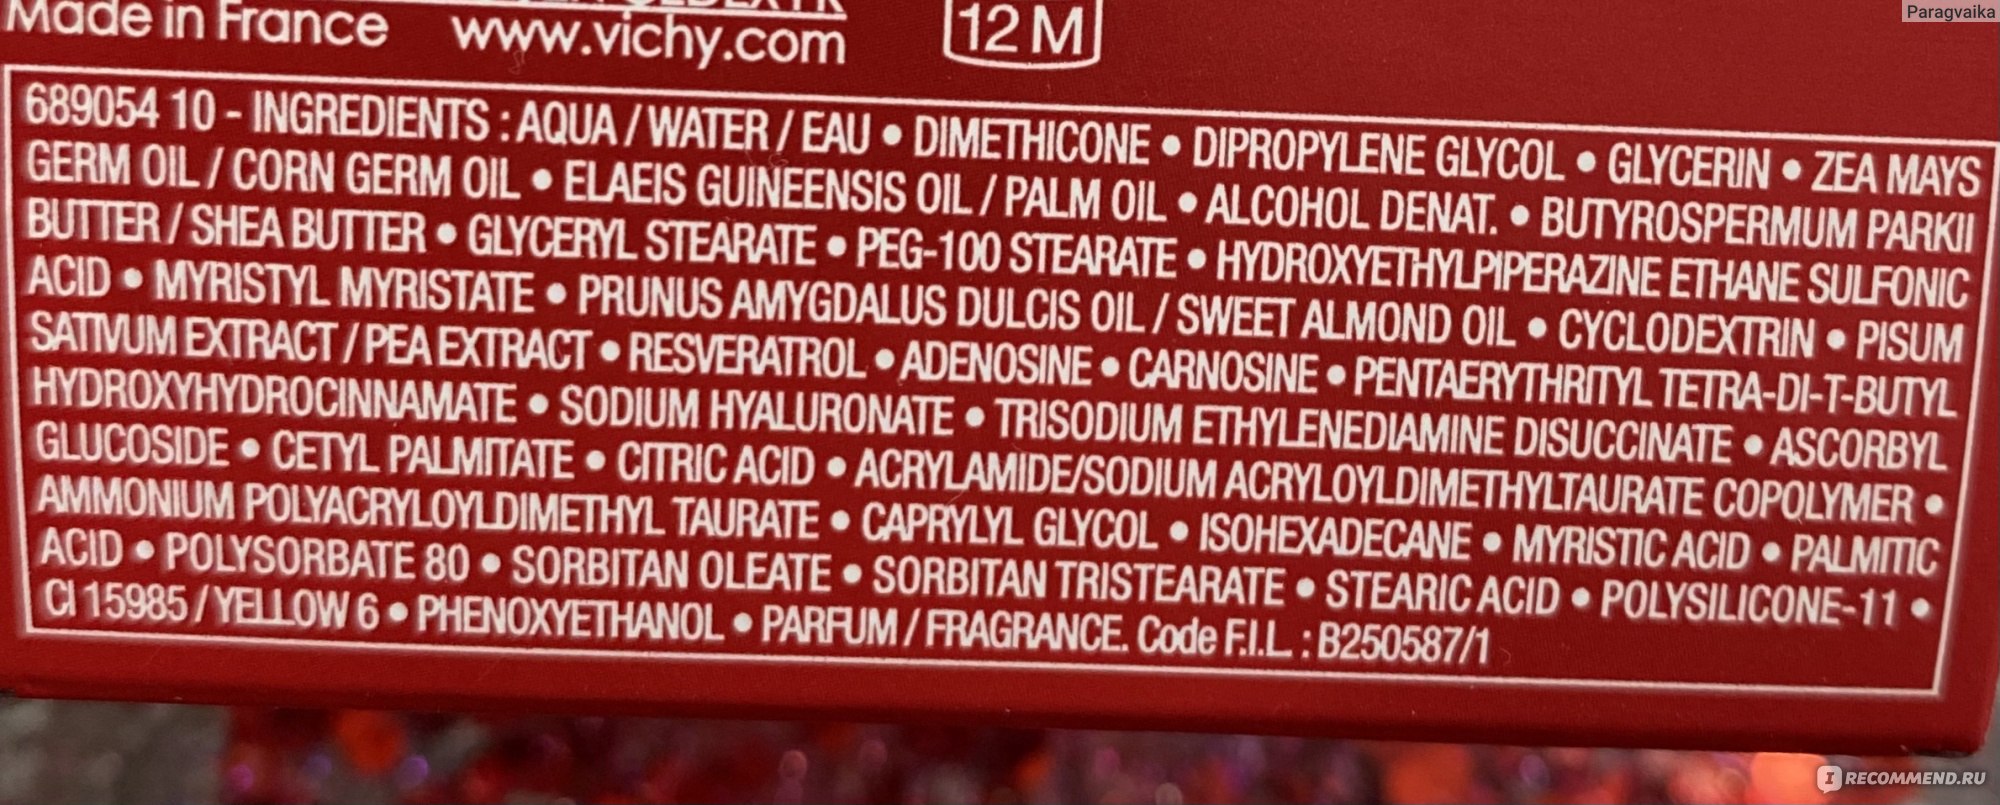 Paragvaika
Made in France www.vichy.com 12 M
689054 10 - INGREDIENTS : AQUA / WATER / EAU • DIMETHICONE • DIPROPYLENE GLYCOL • GLYCERIN • ZEA MAYS
GERM OIL / CORN GERM OIL • ELAEIS GUINEENSIS OIL / PALM OIL • ALCOHOL DENAT. • BUTYROSPERMUM PARKII
BUTTER / SHEA BUTTER • GLYCERYL STEARATE • PEG-100 STEARATE • HYDROXYETHYLPIPERAZINE ETHANE SULFONIC
ACID • MYRISTYL MYRISTATE • PRUNUS AMYGDALUS DULCIS OIL / SWEET ALMOND OIL • CYCLODEXTRIN • PISUM
SATIVUM EXTRACT / PEA EXTRACT • RESVERATROL • ADENOSINE • CARNOSINE • PENTAERYTHRITYL TETRA-DI-T-BUTYL
HYDROXYHYDROCINNAMATE • SODIUM HYALURONATE • TRISODIUM ETHYLENEDIAMINE DISUCCINATE • ASCORBYL
GLUCOSIDE • CETYL PALMITATE • CITRIC ACID • ACRYLAMIDE/SODIUM ACRYLOYLDIMETHYLTAURATE COPOLYMER •
AMMONIUM POLYACRYLOYLDIMETHYL TAURATE • CAPRYLYL GLYCOL • ISOHEXADECANE • MYRISTIC ACID • PALMITIC
ACID • POLYSORBATE 80 • SORBITAN OLEATE • SORBITAN TRISTEARATE • STEARIC ACID • POLYSILICONE-11 •
CI 15985 / YELLOW 6 • PHENOXYETHANOL • PARFUM / FRAGRANCE. Code F.I.L. : B250587/1
I RECOMMEND.RU